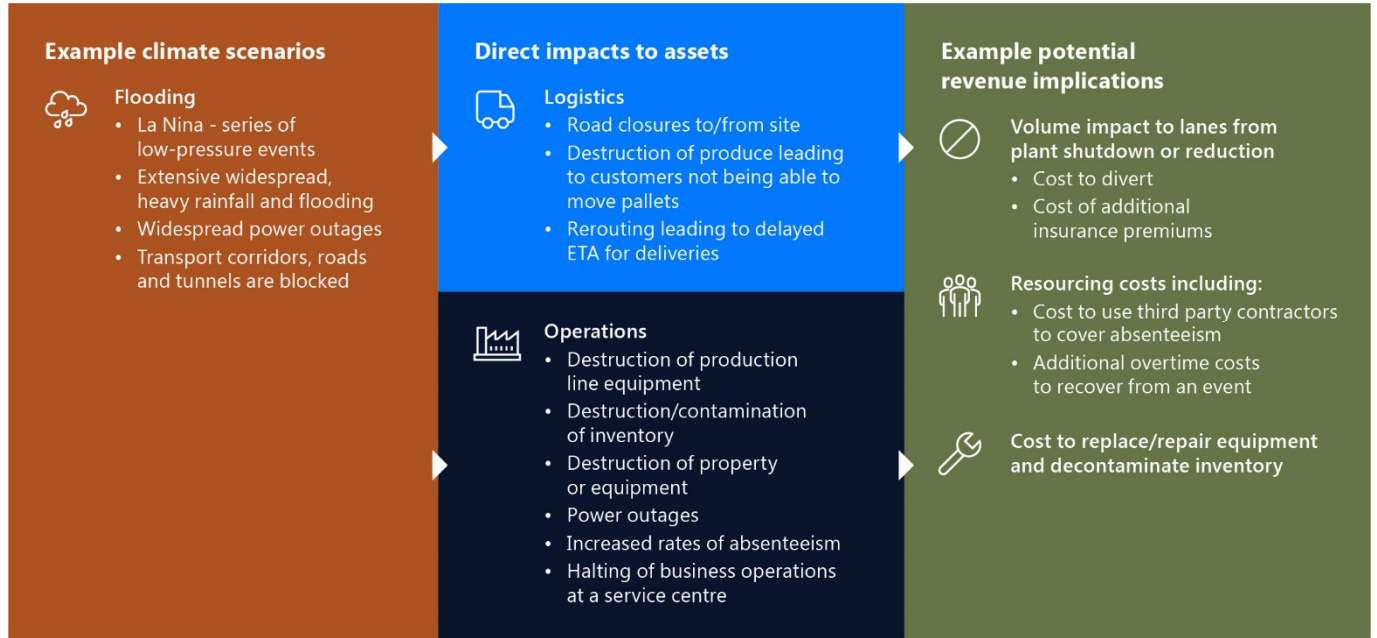 Example climate scenarios
Flooding
• La Nina - series of
low-pressure events
• Extensive widespread,
heavy rainfall and flooding
• Widespread power outages
• Transport corridors, roads
and tunnels are blocked
Direct impacts to assets
Logistics
• Road closures to/from site
• Destruction of produce leading
to customers not being able to
move pallets
• Rerouting leading to delayed
ETA for deliveries
Operations
• Destruction of production
line equipment
• Destruction/contamination
of inventory
• Destruction of property
or equipment
• Power outages
• Increased rates of absenteeism
• Halting of business operations
at a service centre
Example potential
revenue implications
Volume impact to lanes from
plant shutdown or reduction
• Cost to divert
• Cost of additional
insurance premiums
Resourcing costs including:
• Cost to use third party contractors
to cover absenteeism
• Additional overtime costs
to recover from an event
Cost to replace/repair equipment
and decontaminate inventory